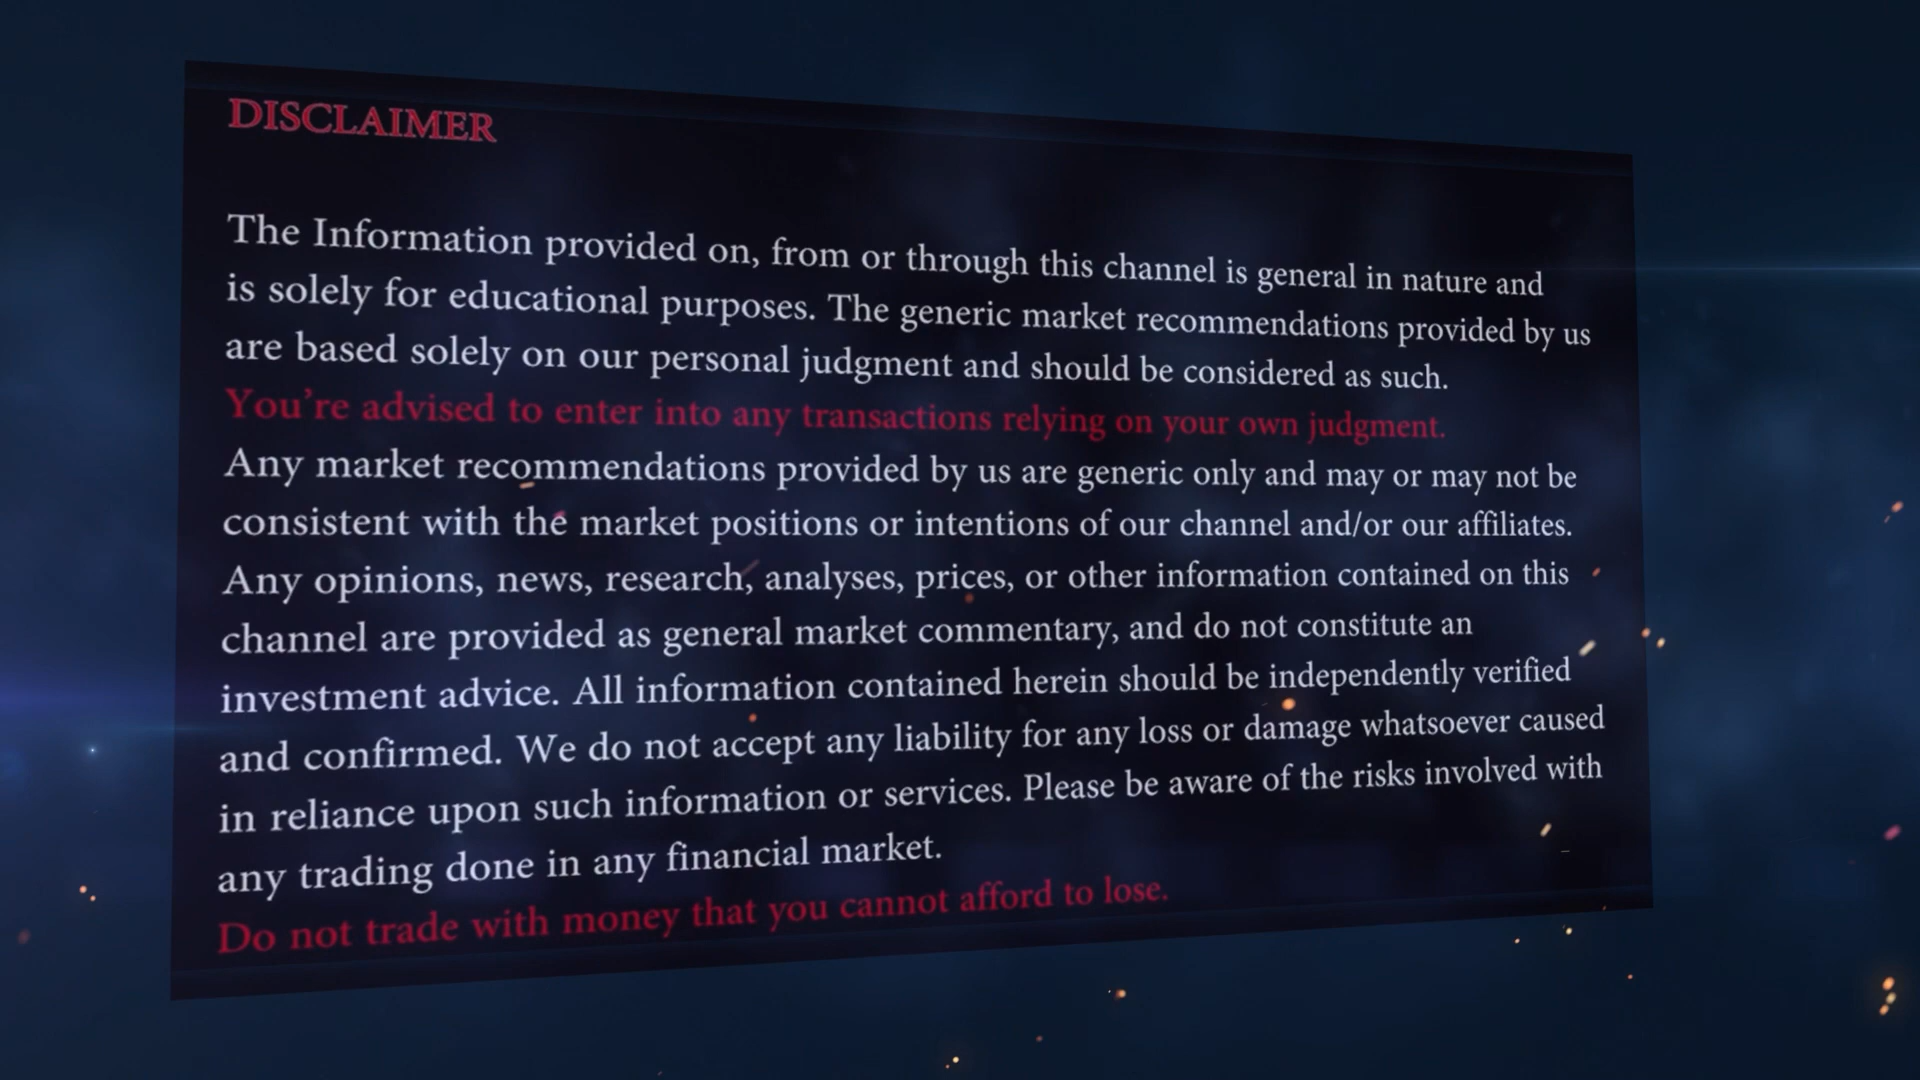 DISCLAIMER
The Information provided on, from or through this channel is general in nature and
is solely for educational purposes. The generic market recommendations provided by us
are based solely on our personal judgment and should be considered as such.
You're advised to enter into any transactions relying on your own judgment.
Any market recommendations provided by us are generic only and may or may not be
consistent with the market positions or intentions of our channel and/or our affiliates.
Any opinions, news, research, analyses, prices, or other information contained on this
channel are provided as general market commentary, and do not constitute an
investment advice. All information contained herein should be independently verified
and confirmed. We do not accept any liability for any loss or damage whatsoever caused
in reliance upon such information or services. Please be aware of the risks involved with
any trading done in any financial market.
Do not trade with money that you cannot afford to lose.